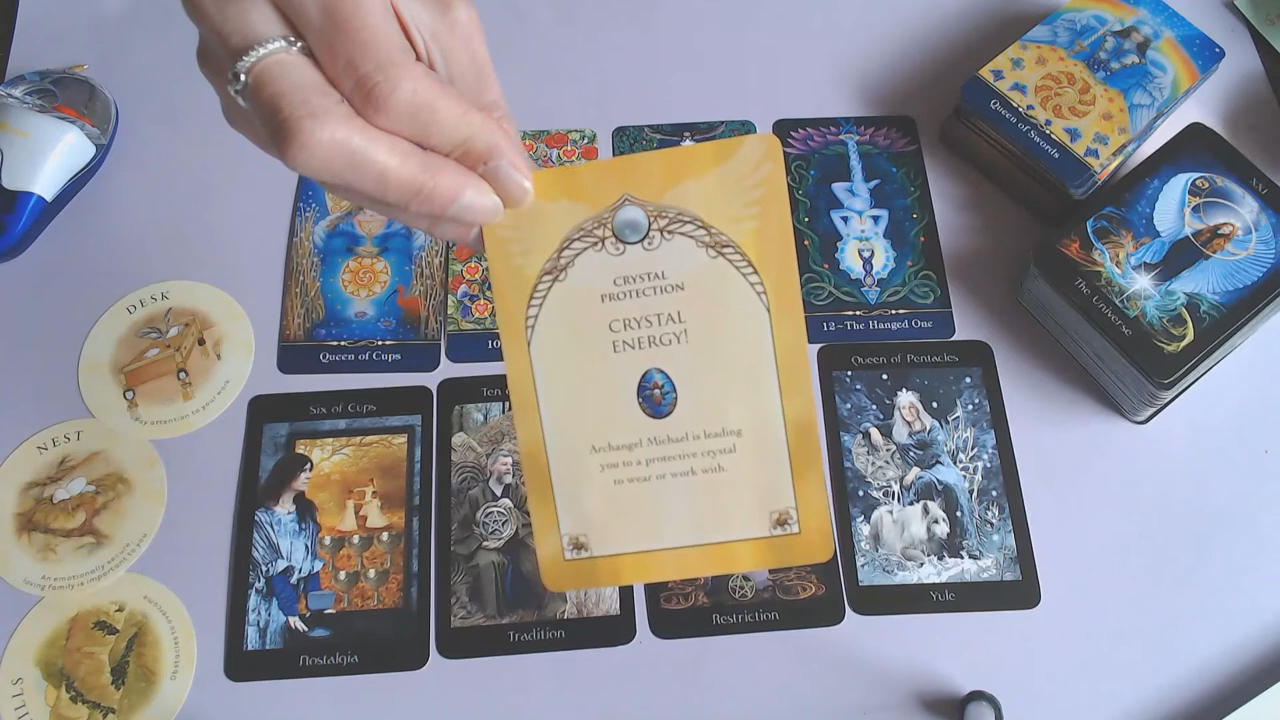 Queen of Swords
XXI
The Universe
DESK
Pay attention to your work
NEST
An emotionally secure
loving family is important to you
Obstacles to overcome
Queen of Cups
10
12-The Hanged One
CRYSTAL
PROTECTION
CRYSTAL
ENERGY!
Archangel Michael is leading
you to a protective crystal
to wear or work with.
Six of Cups
Nostalgia
Ten
Tradition
Restriction
Queen of Pentacles
Yule